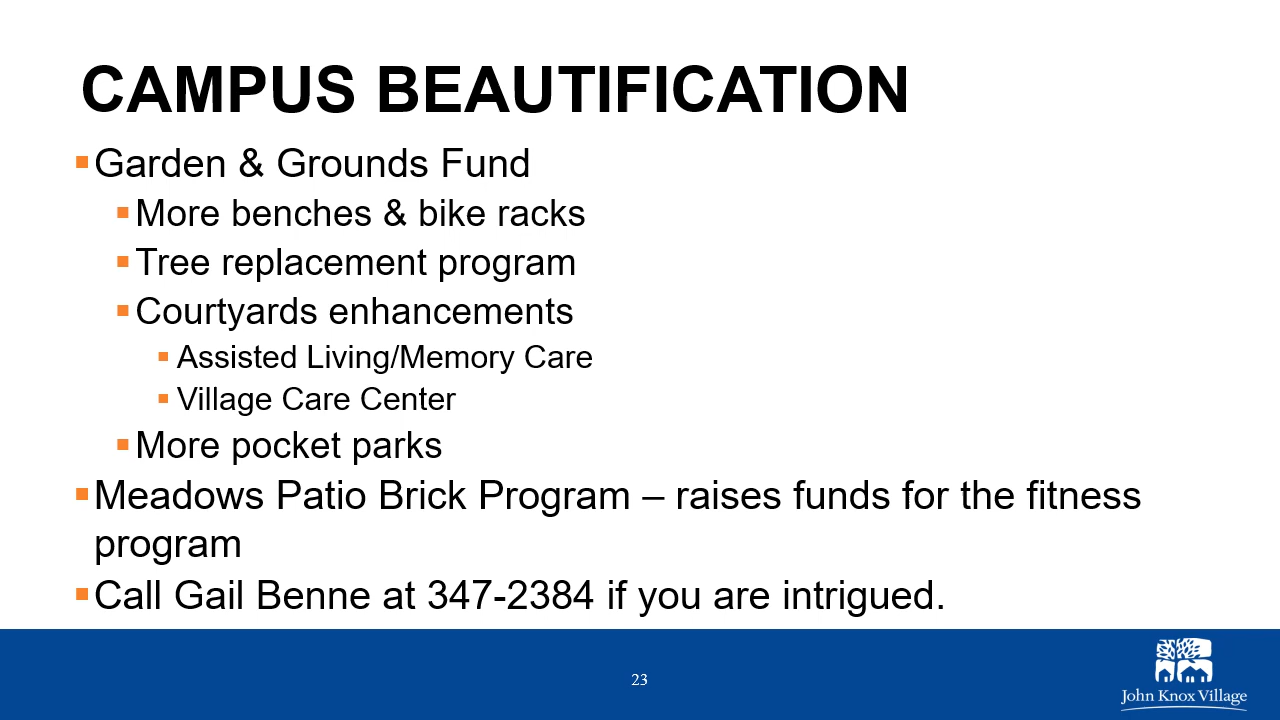 CAMPUS BEAUTIFICATION
▪Garden & Grounds Fund
▪More benches & bike racks
▪Tree replacement program
▪Courtyards enhancements
▪Assisted Living/Memory Care
▪Village Care Center
▪More pocket parks
▪Meadows Patio Brick Program – raises funds for the fitness
program
▪Call Gail Benne at 347-2384 if you are intrigued.
23
John Knox Village